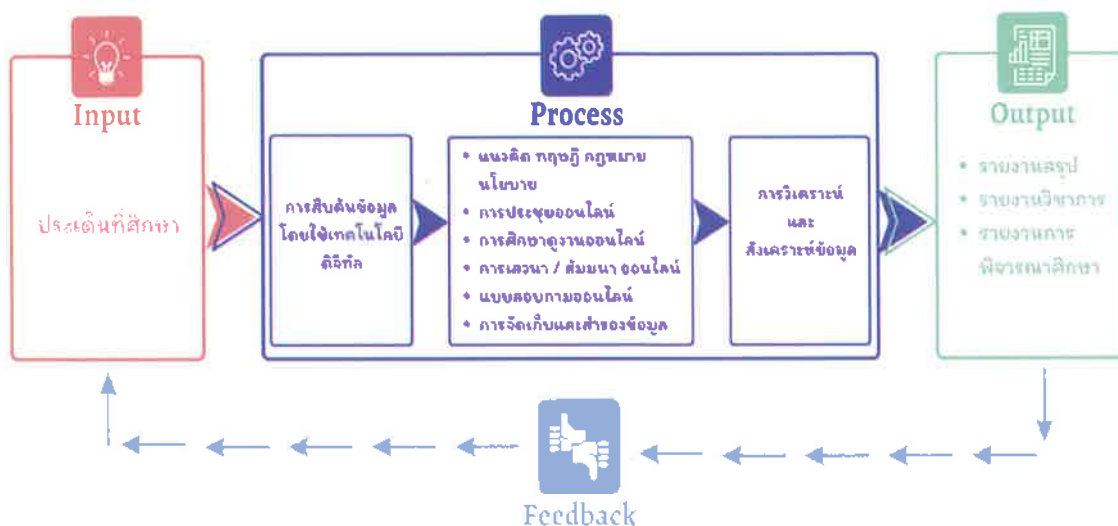 Input
ประเด็นที่ศึกษา
Process
การสืบค้นข้อมูล
โดยใช้เทคโนโลยี
ดิจิทัล
• แนวคิด ทฤษฎี กฎหมาย
นโยบาย
• การประชุมออนไลน์
• การศึกษาดูงานออนไลน์
• การเสวนา / สัมมนา ออนไลน์
• แบบสอบถามออนไลน์
• การจัดเก็บและสำรองข้อมูล
การวิเคราะห์
และ
สังเคราะห์ข้อมูล
Output
• รายงานสรุป
• รายงานวิชาการ
• รายงานการ
พิจารณาศึกษา
Feedback